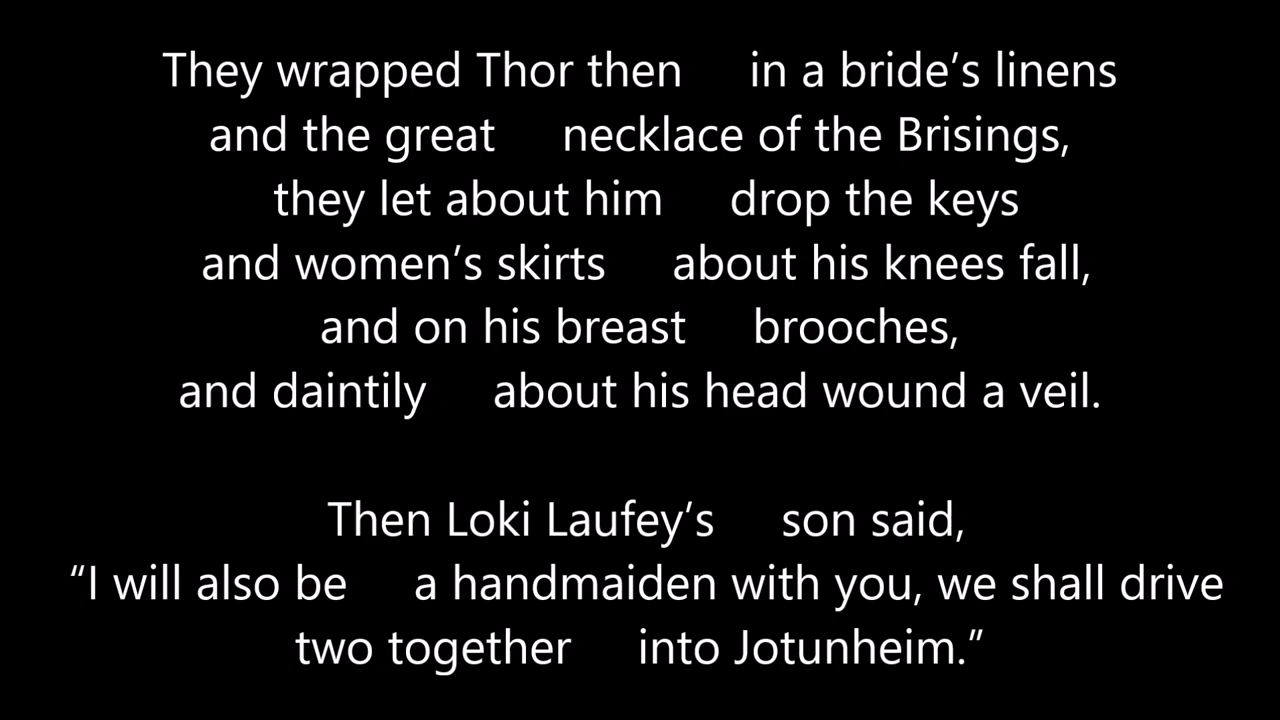 They wrapped Thor then in a bride’s linens
and the great necklace of the Brisings,
they let about him drop the keys
and women’s skirts about his knees fall,
and on his breast brooches,
and daintily about his head wound a veil.
Then Loki Laufey’s son said,
“I will also be a handmaiden with you, we shall drive
two together into Jotunheim.”